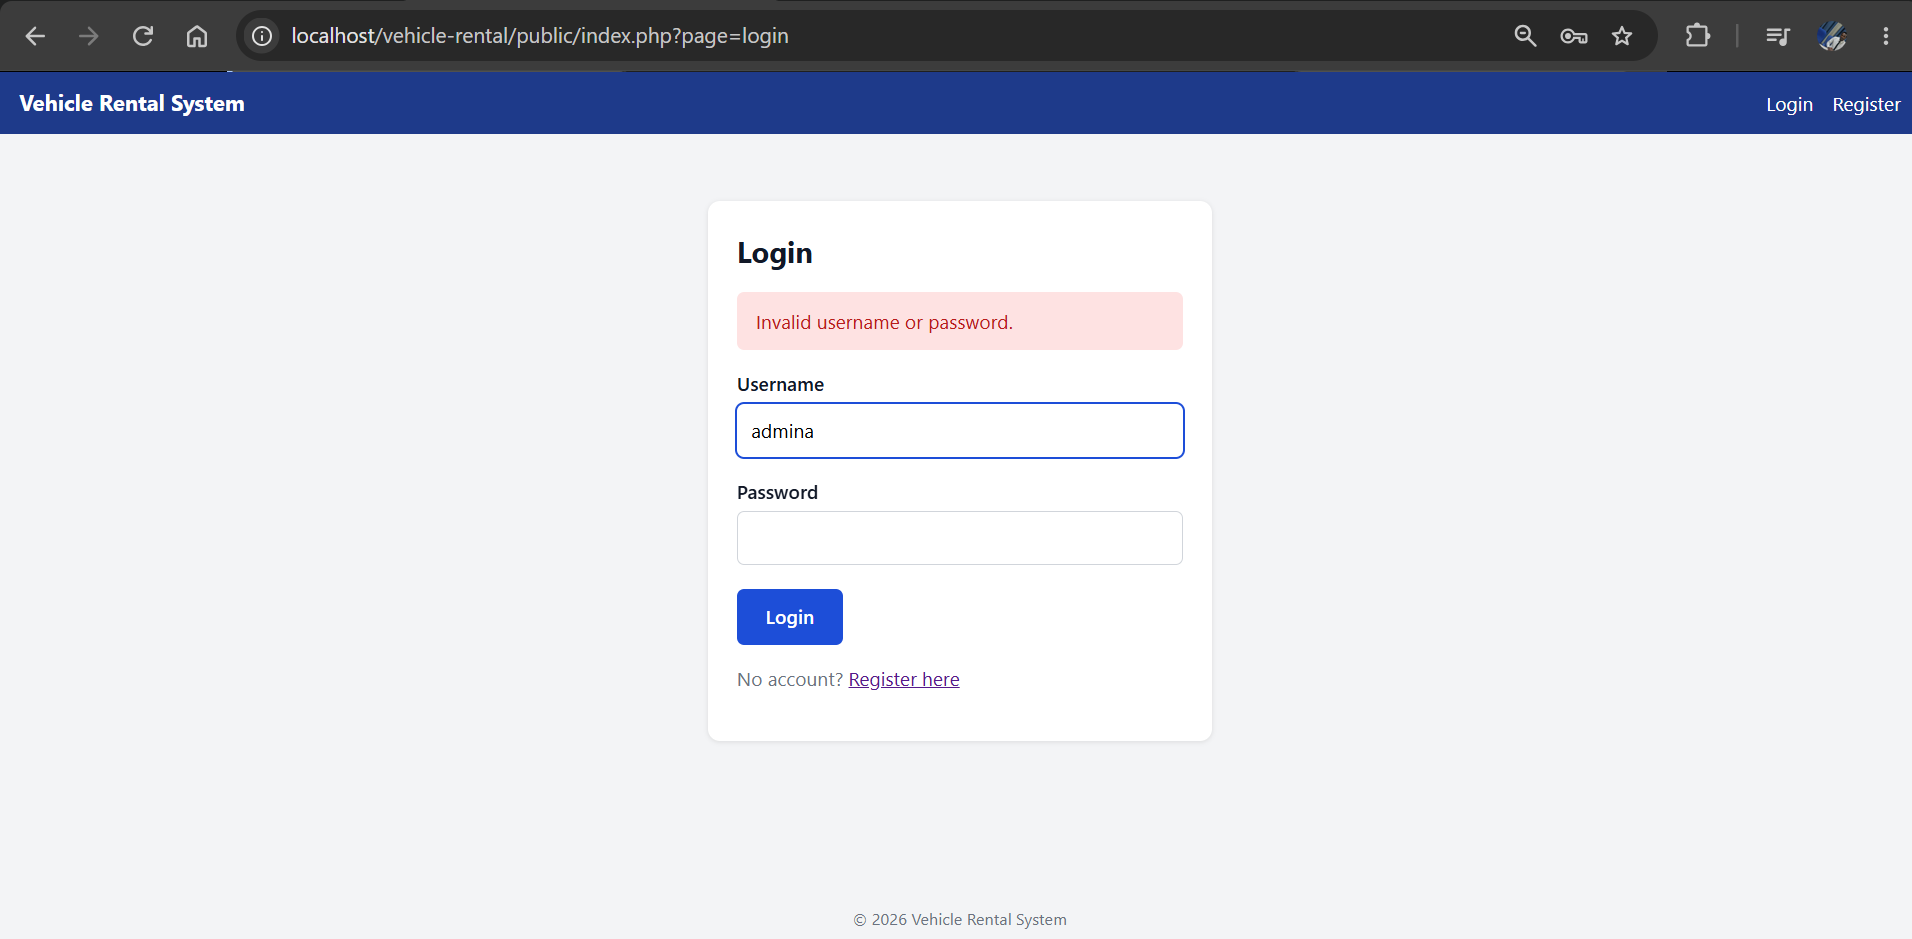 localhost/vehicle-rental/public/index.php?page=login
Vehicle Rental System
Login Register
Login
Invalid username or password.
Username
admina
Password
Login
No account? Register here
© 2026 Vehicle Rental System